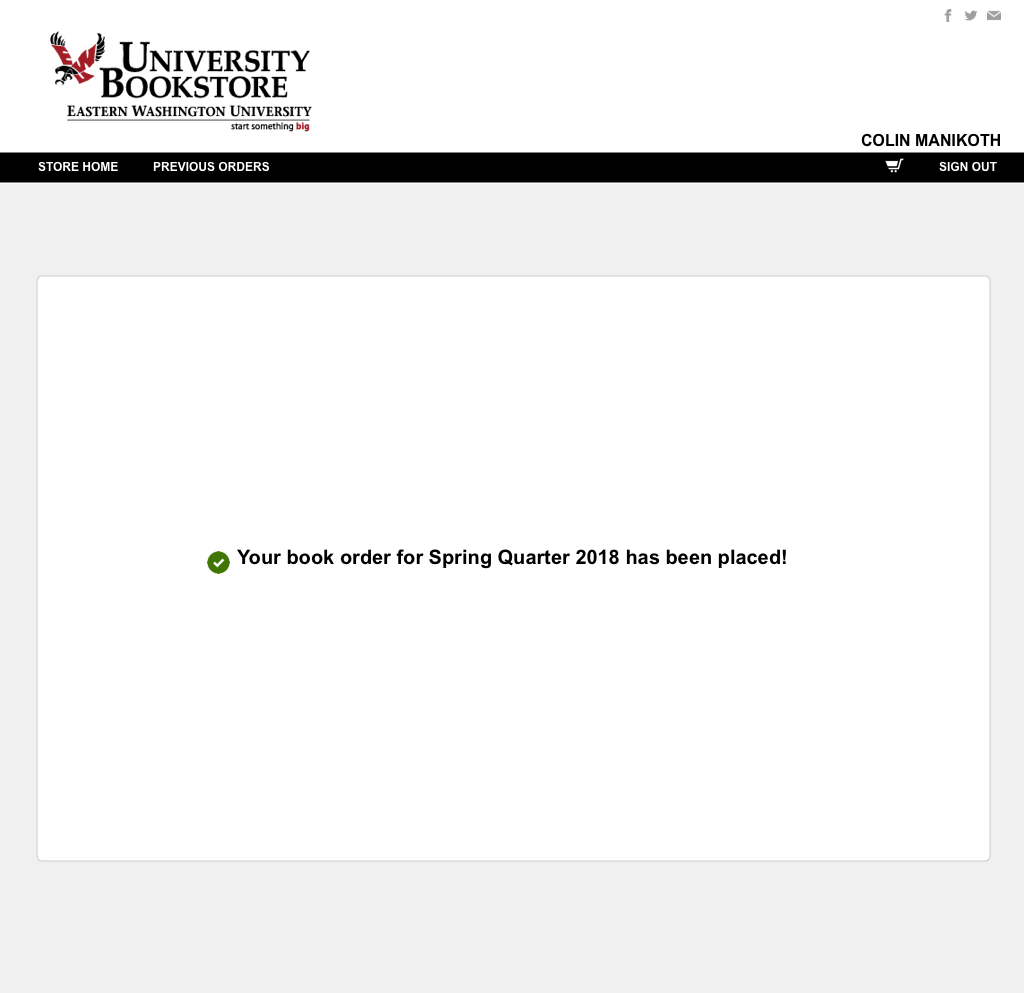 UNIVERSITY
BOOKSTORE
EASTERN WASHINGTON UNIVERSITY
start something big
COLIN MANIKOTH
STORE HOME PREVIOUS ORDERS SIGN OUT
Your book order for Spring Quarter 2018 has been placed!